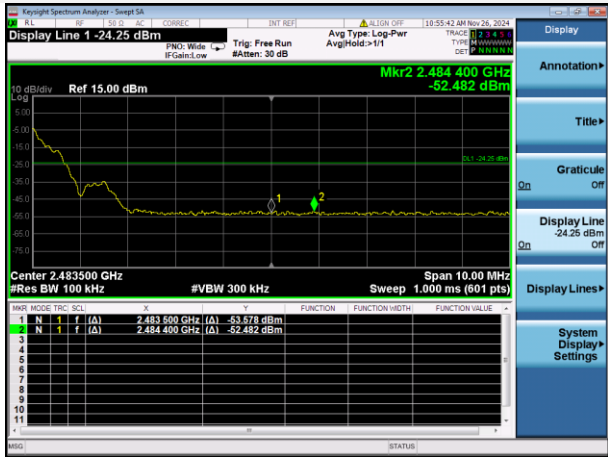 Keysight Spectrum Analyzer - Swept SA
RL RF 50 Ω AC CORREC INT REF ALIGN OFF 10:55:42 AM Nov 26, 2024
Display Line 1 -24.25 dBm
PNO: Wide
IFGain:Low
Trig: Free Run
#Atten: 30 dB
Avg Type: Log-Pwr
Avg|Hold:>1/1
TRACE 1 2 3 4 5 6
TYPE M WWWWW
DET P N N N N N
Mkr2 2.484 400 GHz
-52.482 dBm
10 dB/div Ref 15.00 dBm
Log
5.00
-5.00
-15.0
-25.0
-35.0
-45.0
-55.0
-65.0
-75.0
DL1 -24.25 dBm
1
2
Center 2.483500 GHz Span 10.00 MHz
#Res BW 100 kHz #VBW 300 kHz Sweep 1.000 ms (601 pts)
MKR MODE TRC SCL X Y FUNCTION FUNCTION WIDTH FUNCTION VALUE
1 N 1 f (Δ) 2.483 500 GHz (Δ) -53.578 dBm
2 N 1 f (Δ) 2.484 400 GHz (Δ) -52.482 dBm
3
4
5
6
7
8
9
10
11
MSG STATUS
Display
Annotation
Title
Graticule
On Off
Display Line
-24.25 dBm
On Off
Display Lines
System
Display
Settings